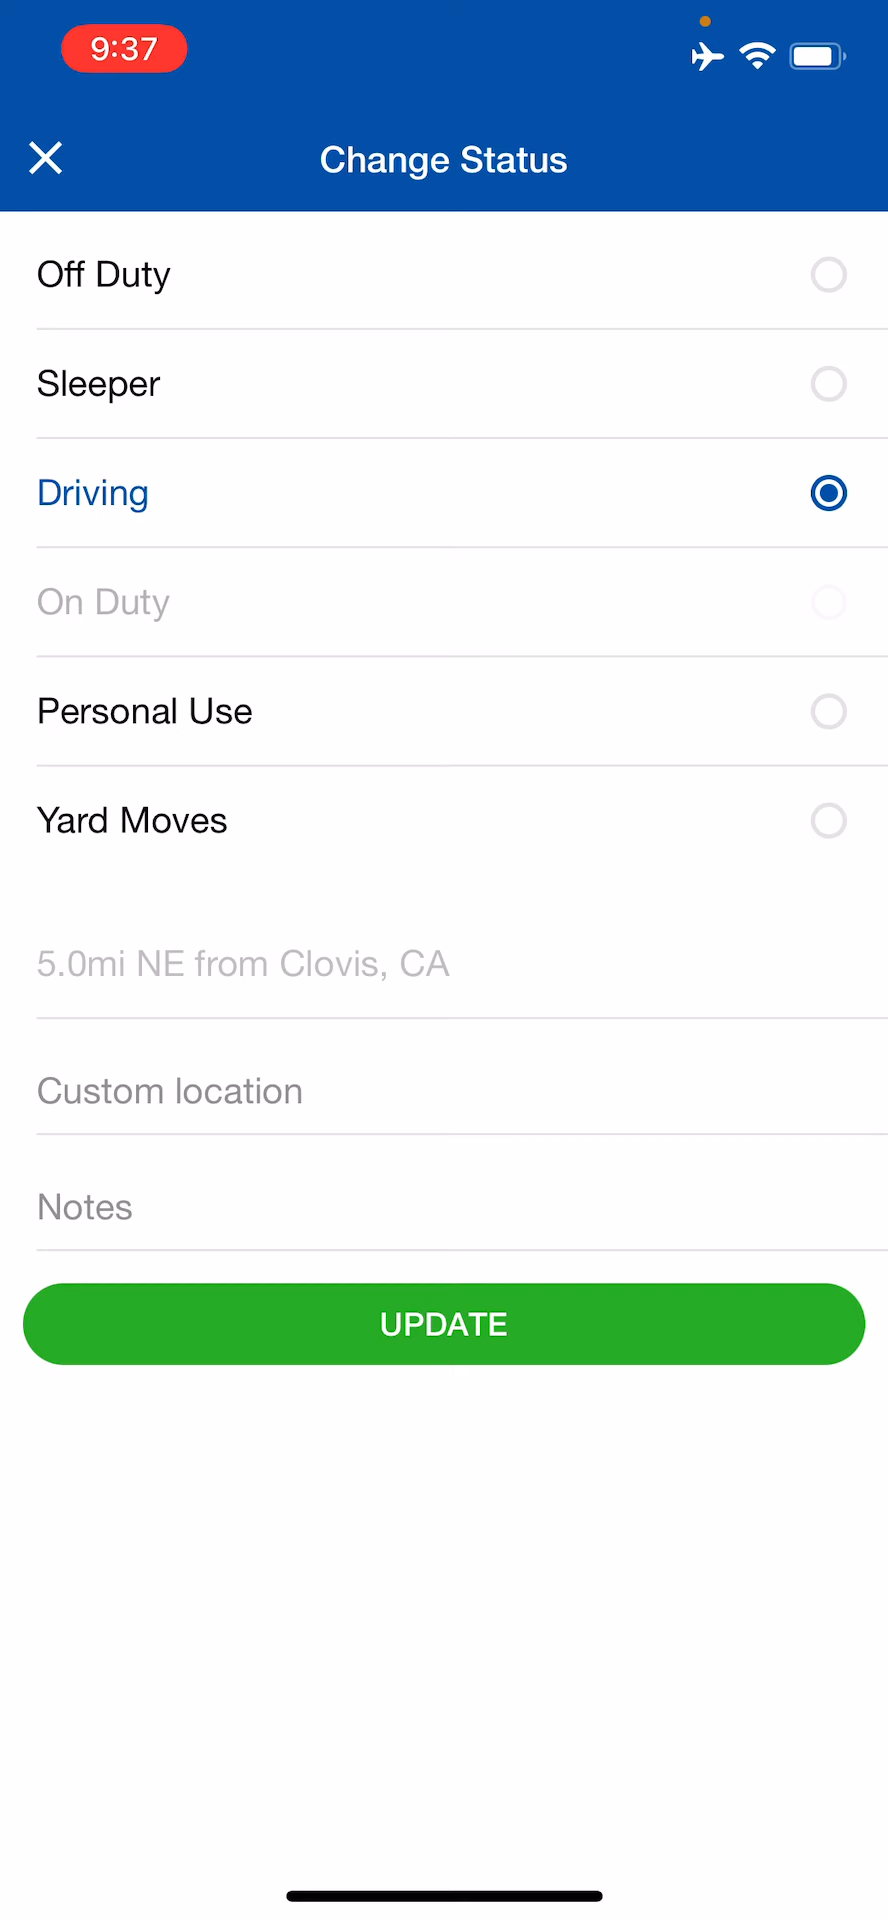 9:37
Change Status
Off Duty
Sleeper
Driving
On Duty
Personal Use
Yard Moves
5.0mi NE from Clovis, CA
Custom location
Notes
UPDATE